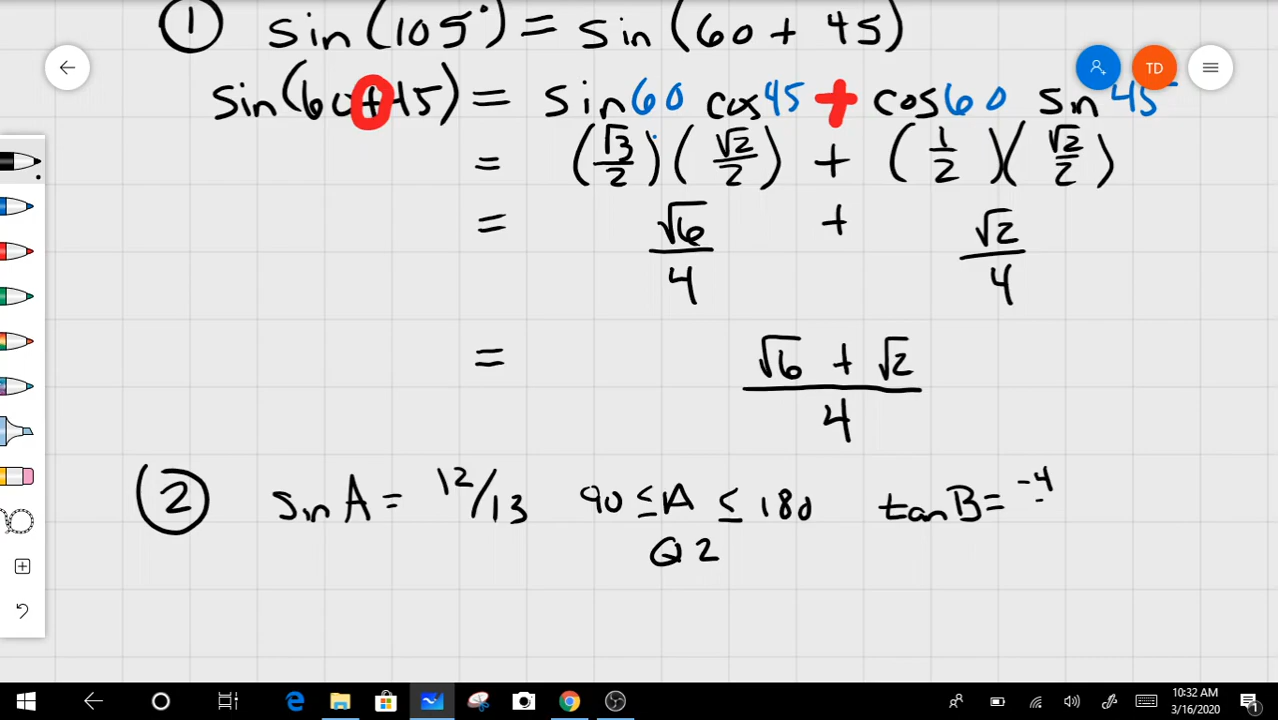 ① sin(105°) = sin(60 + 45)
TD
sin(60+45) = sin60 cos45 + cos60 sin45
= (√3/2)(√2/2) + (1/2)(√2/2)
= √6/4 + √2/4
= (√6 + √2)/4
② sin A = 12/13 90 ≤ A ≤ 180 tan B = -4
Q2
10:32 AM
3/16/2020
1